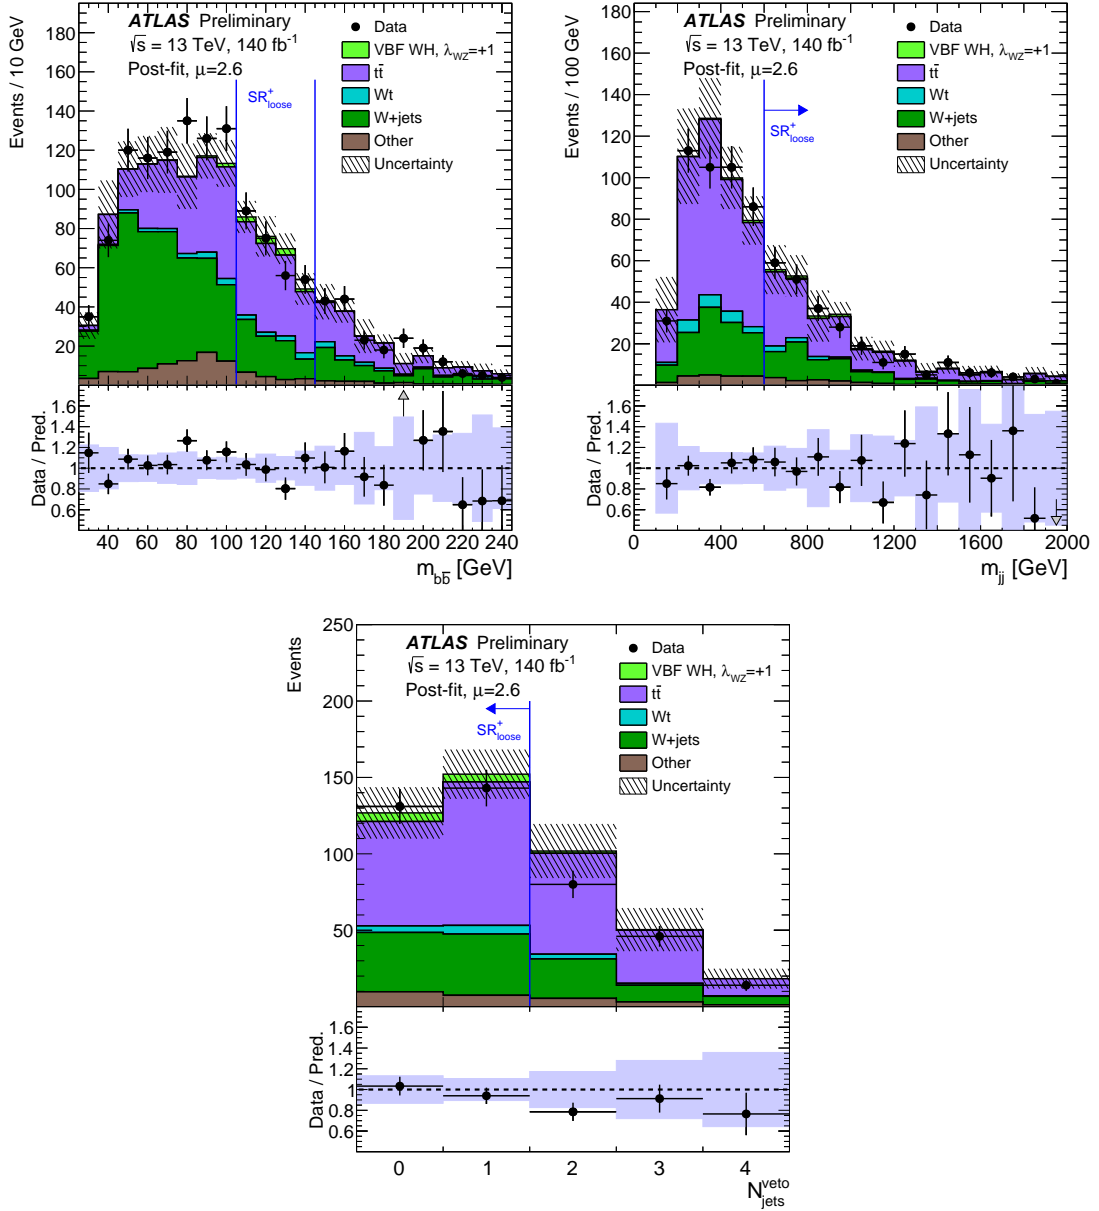 ATLAS Preliminary
√s = 13 TeV, 140 fb⁻¹
Post-fit, μ=2.6
SR⁺loose
Data
VBF WH, λWZ=+1
tt̄
Wt
W+jets
Other
Uncertainty
Events / 10 GeV
180
160
140
120
100
80
60
40
20
Data / Pred.
1.6
1.4
1.2
1
0.8
0.6
40 60 80 100 120 140 160 180 200 220 240
mbb̄ [GeV]
ATLAS Preliminary
√s = 13 TeV, 140 fb⁻¹
Post-fit, μ=2.6
SR⁺loose
Data
VBF WH, λWZ=+1
tt̄
Wt
W+jets
Other
Uncertainty
Events / 100 GeV
180
160
140
120
100
80
60
40
20
Data / Pred.
1.6
1.4
1.2
1
0.8
0.6
0 400 800 1200 1600 2000
mjj [GeV]
ATLAS Preliminary
√s = 13 TeV, 140 fb⁻¹
Post-fit, μ=2.6
SR⁺loose
Data
VBF WH, λWZ=+1
tt̄
Wt
W+jets
Other
Uncertainty
Events
250
200
150
100
50
Data / Pred.
1.6
1.4
1.2
1
0.8
0.6
0 1 2 3 4
N veto jets